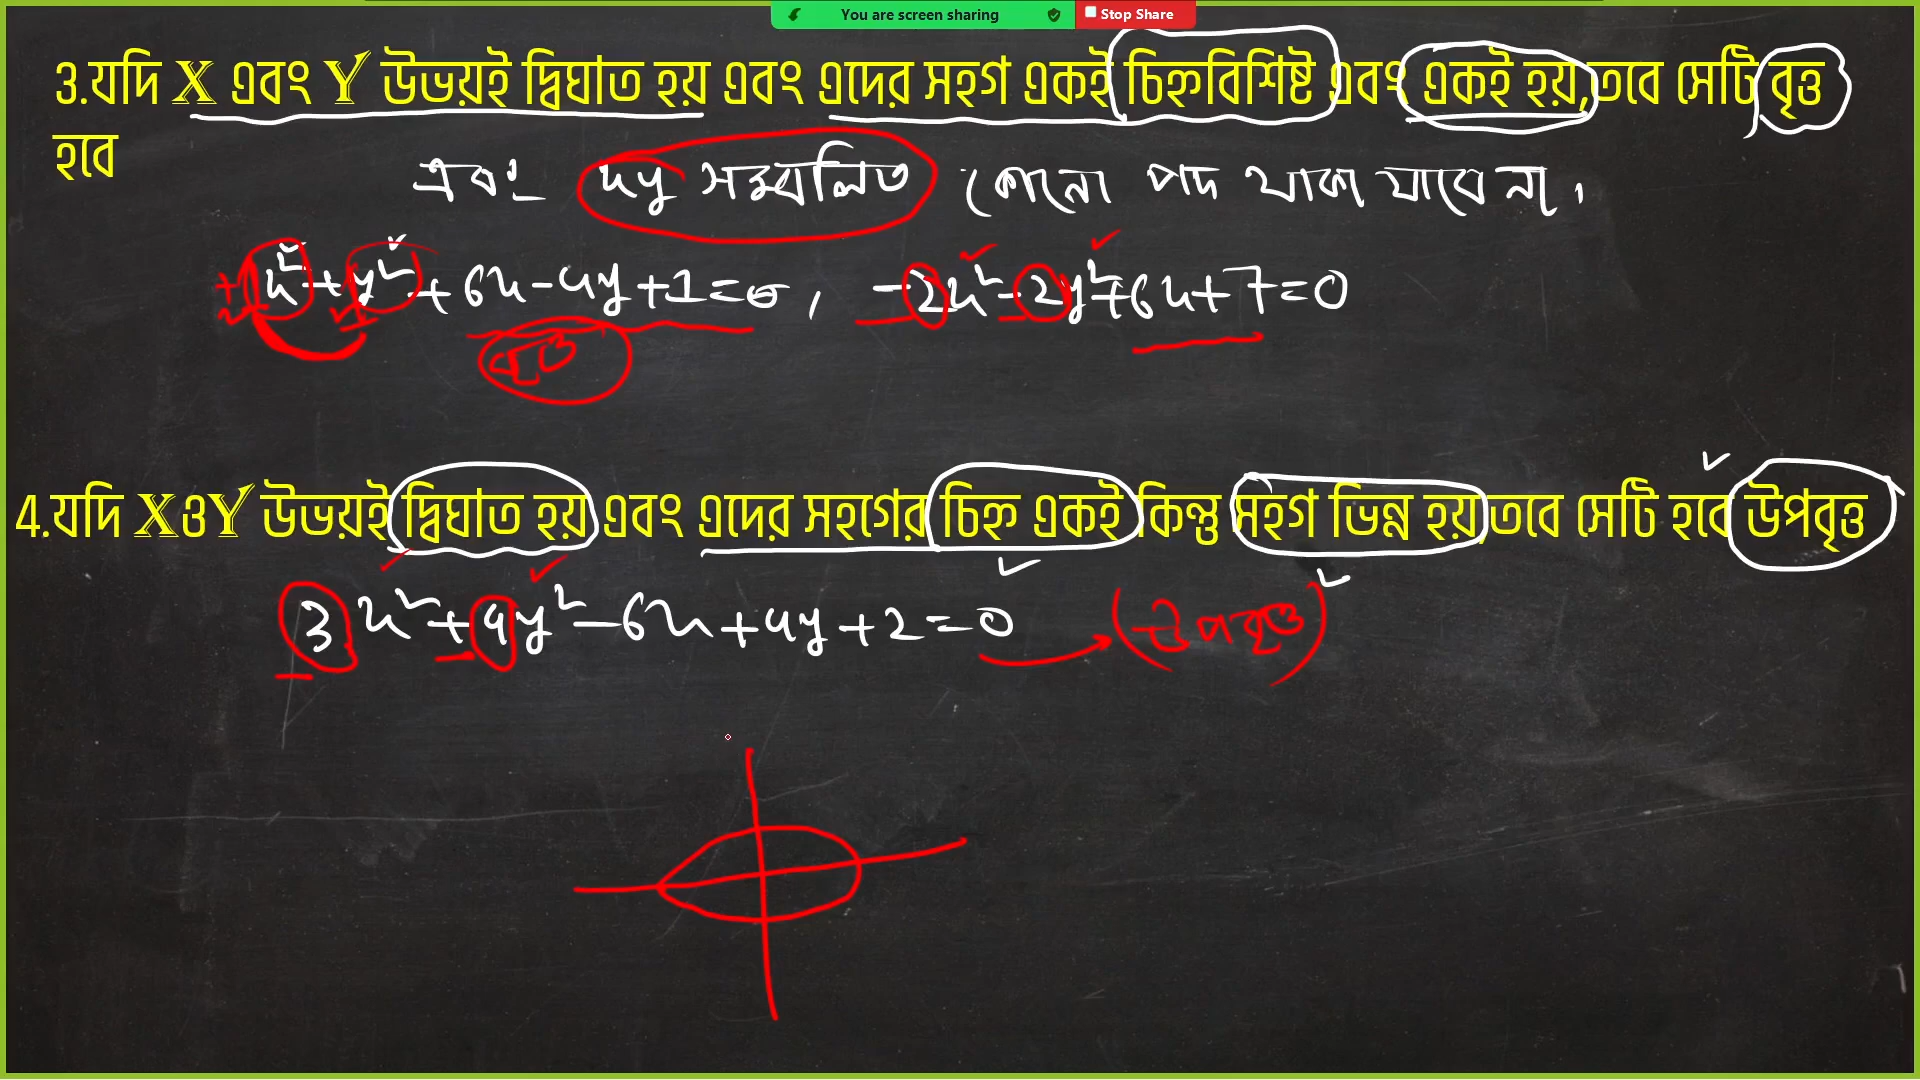 You are screen sharing Stop Share
3.যদি X এবং Y উভয়ই দ্বিঘাত হয় এবং এদের সহগ একই চিহ্নবিশিষ্ট এবং একই হয়,তবে সেটি বৃত্ত
হবে
এবং xy সম্বলিত কোনো পদ থাকা যাবে না।
x²+y²+6x-4y+1=0, -2x²-2y²+6x+7=0
বৃত্ত
4.যদি XওY উভয়ই দ্বিঘাত হয় এবং এদের সহগের চিহ্ন একই কিন্তু সহগ ভিন্ন হয়,তবে সেটি হবে উপবৃত্ত
3x²+4y²-6x+4y+2=0 → (উপবৃত্ত)